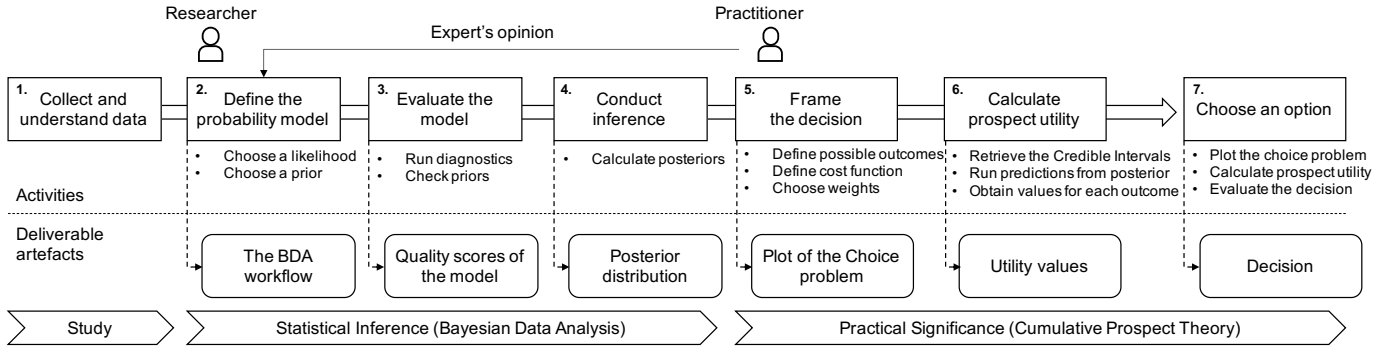 Researcher
Practitioner
Expert's opinion
1.
Collect and
understand data
2.
Define the
probability model
3.
Evaluate the
model
4.
Conduct
inference
5.
Frame
the decision
6.
Calculate
prospect utility
7.
Choose an option
• Choose a likelihood
• Choose a prior
• Run diagnostics
• Check priors
• Calculate posteriors
• Define possible outcomes
• Define cost function
• Choose weights
• Retrieve the Credible Intervals
• Run predictions from posterior
• Obtain values for each outcome
• Plot the choice problem
• Calculate prospect utility
• Evaluate the decision
Activities
Deliverable
artefacts
The BDA
workflow
Quality scores of
the model
Posterior
distribution
Plot of the Choice
problem
Utility values
Decision
Study
Statistical Inference (Bayesian Data Analysis)
Practical Significance (Cumulative Prospect Theory)